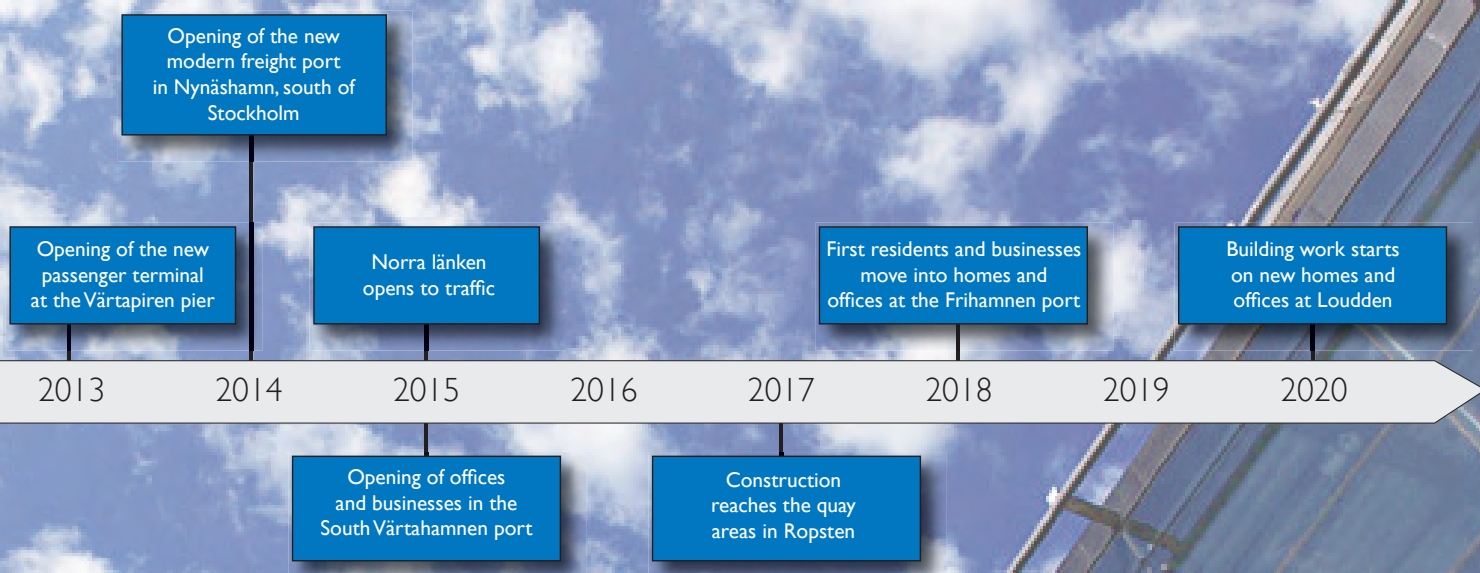 Opening of the new
modern freight port
in Nynäshamn, south of
Stockholm
Opening of the new
passenger terminal
at the Värtapiren pier
Norra länken
opens to traffic
First residents and businesses
move into homes and
offices at the Frihamnen port
Building work starts
on new homes and
offices at Loudden
2013 2014 2015 2016 2017 2018 2019 2020
Opening of offices
and businesses in the
South Värtahamnen port
Construction
reaches the quay
areas in Ropsten